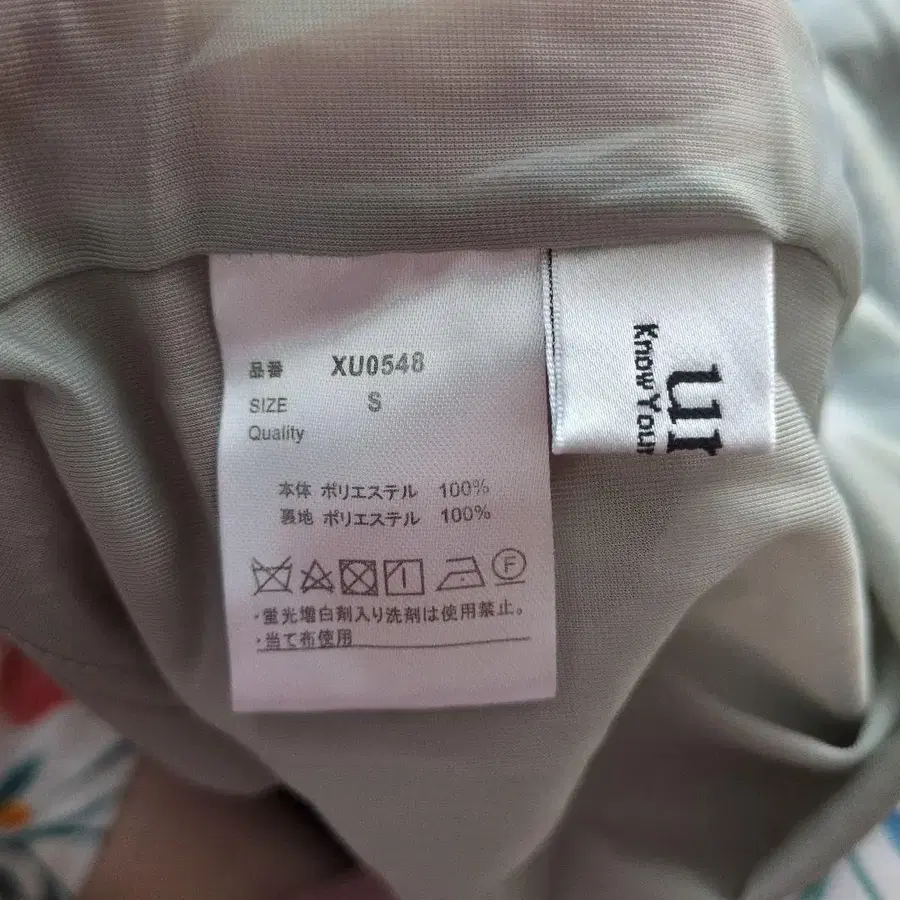 品番 XU0548
SIZE S
Quality
本体 ポリエステル 100%
裏地 ポリエステル 100%
F
・蛍光増白剤入り洗剤は使用禁止。
・当て布使用
Know Your